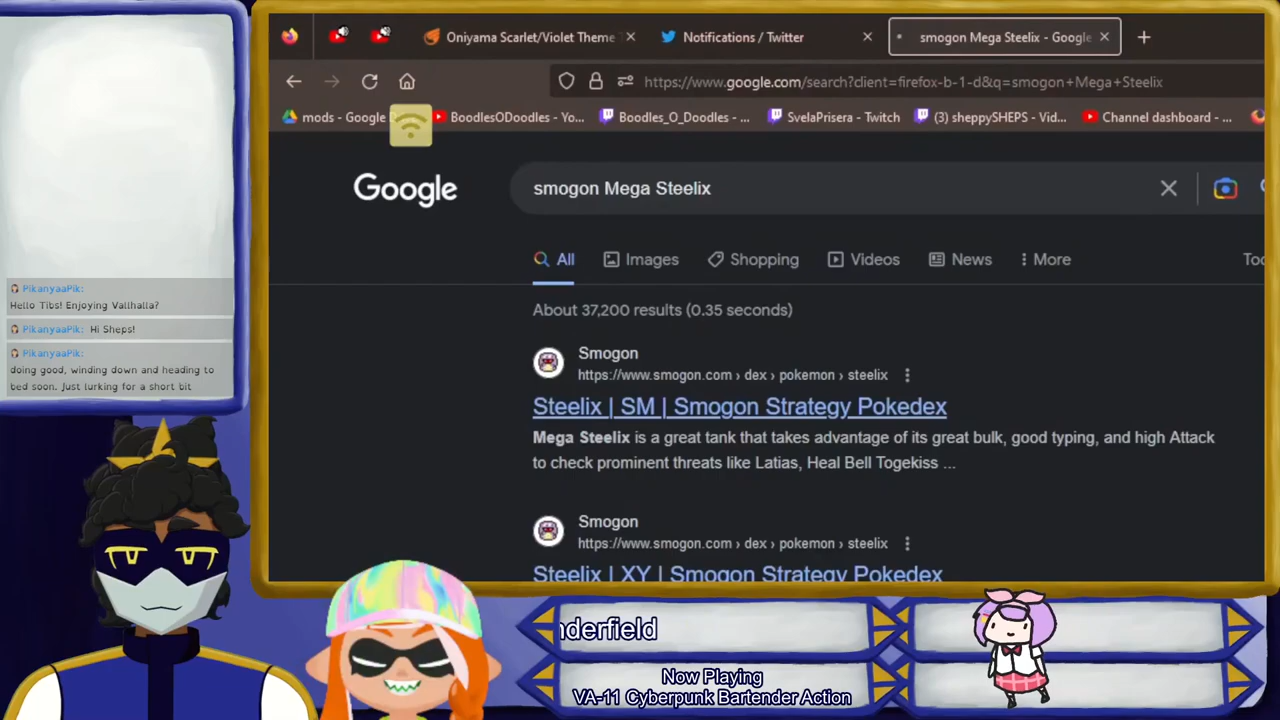 Oniyama Scarlet/Violet Theme
Notifications / Twitter
smogon Mega Steelix - Google
https://www.google.com/search?client=firefox-b-1-d&q=smogon+Mega+Steelix
mods - Google
BoodlesODoodles - Yo...
Boodles_O_Doodles - ...
SvelaPrisera - Twitch
(3) sheppySHEPS - Vid...
Channel dashboard - ...
Google
smogon Mega Steelix
All
Images
Shopping
Videos
News
More
About 37,200 results (0.35 seconds)
Smogon
https://www.smogon.com › dex › pokemon › steelix
Steelix | SM | Smogon Strategy Pokedex
Mega Steelix is a great tank that takes advantage of its great bulk, good typing, and high Attack
to check prominent threats like Latias, Heal Bell Togekiss ...
Smogon
https://www.smogon.com › dex › pokemon › steelix
Steelix | XY | Smogon Strategy Pokedex
PikanyaaPik:
Hello Tibs! Enjoying Vallhalla?
PikanyaaPik: Hi Sheps!
PikanyaaPik:
doing good, winding down and heading to
bed soon. Just lurking for a short bit
nderfield
Now Playing
VA-11 Cyberpunk Bartender Action